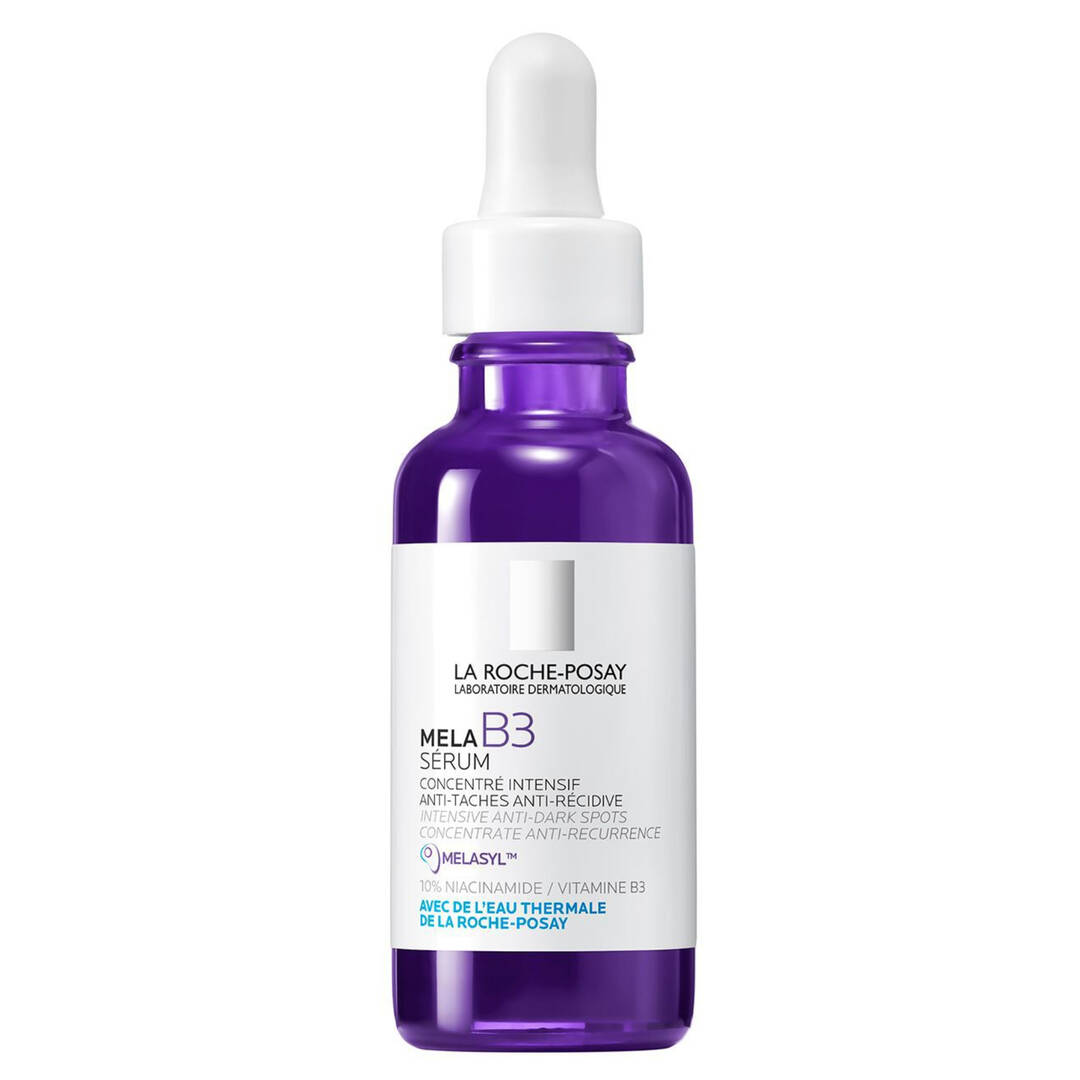 LA ROCHE-POSAY
LABORATOIRE DERMATOLOGIQUE
MELA B3
SÉRUM
CONCENTRÉ INTENSIF
ANTI-TACHES ANTI-RÉCIDIVE
INTENSIVE ANTI-DARK SPOTS
CONCENTRATE ANTI-RECURRENCE
MELASYL™
10% NIACINAMIDE / VITAMINE B3
AVEC DE L'EAU THERMALE
DE LA ROCHE-POSAY